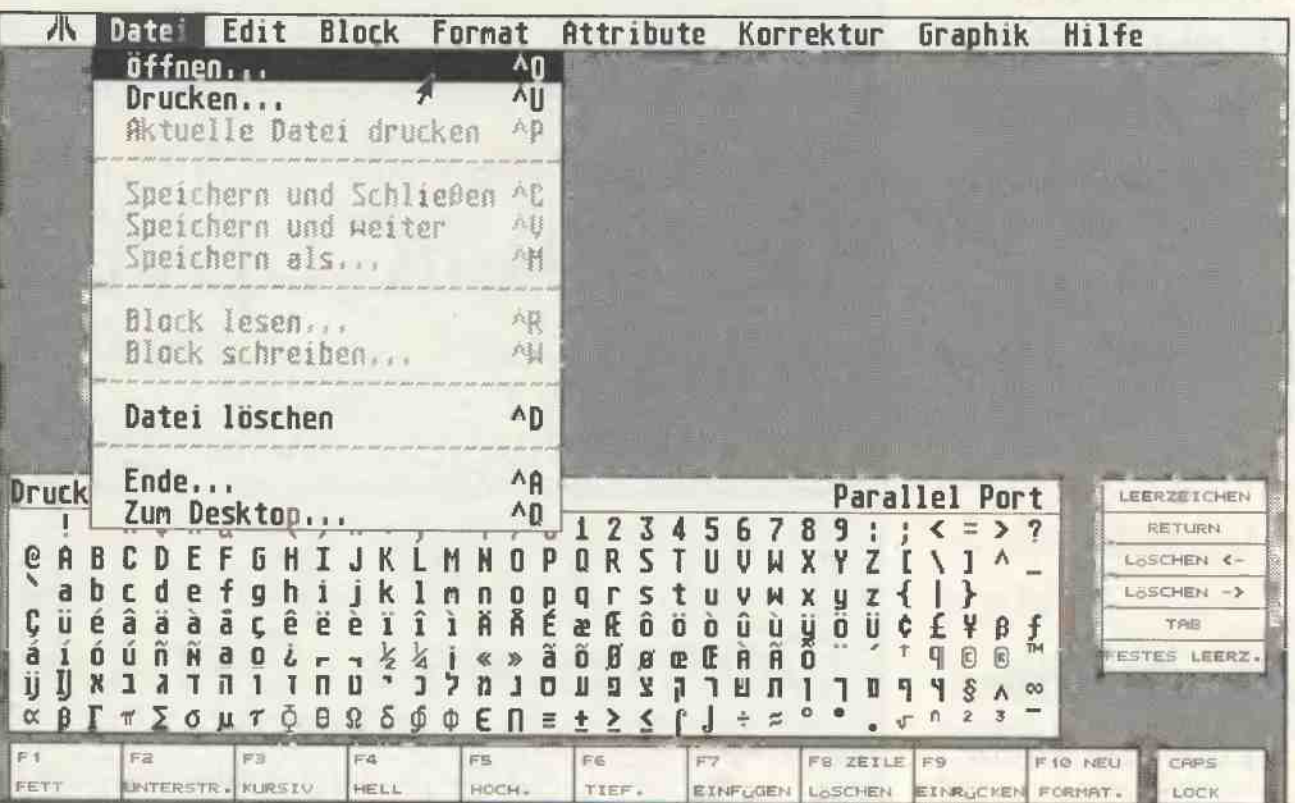 Datei Edit Block Format Attribute Korrektur Graphik Hilfe
öffnen... ^O
Drucken... ^U
Aktuelle Datei drucken ^P
Speichern und Schließen ^C
Speichern und weiter ^V
Speichern als... ^M
Block lesen... ^R
Block schreiben... ^W
Datei löschen ^D
Ende... ^A
Zum Desktop... ^Q
Druck Parallel Port
! 1 2 3 4 5 6 7 8 9 : ; < = > ?
@ A B C D E F G H I J K L M N O P Q R S T U V W X Y Z [ \ ] ^ _
` a b c d e f g h i j k l m n o p q r s t u v w x y z { | }
Ç ü é â ä à å ç ê ë è ï î ì Ä Å É æ Æ ô ö ò û ù ÿ ö ü ¢ £ ¥ ß ƒ
á í ó ú ñ Ñ a o ¿ ⌐ ¬ ½ ¼ ¡ « » ã õ Ø ø œ Œ À Ã Õ ¨ ´ † ¶ © ® ™
§ ∧ ∞
α β Γ π Σ σ µ τ Φ θ Ω δ ∮ ϕ ∈ ∩ ≡ ± ≥ ≤ ⌠ ⌡ ÷ ≈ ° • . √ ⁿ ² ³ ¯
LEERZEICHEN
RETURN
LöSCHEN <-
LöSCHEN ->
TAB
FESTES LEERZ.
F1 FETT
F2 UNTERSTR.
F3 KURSIV
F4 HELL
F5 HOCH.
F6 TIEF.
F7 EINFüGEN
F8 ZEILE LöSCHEN
F9 EINRüCKEN
F10 NEU FORMAT.
CAPS LOCK